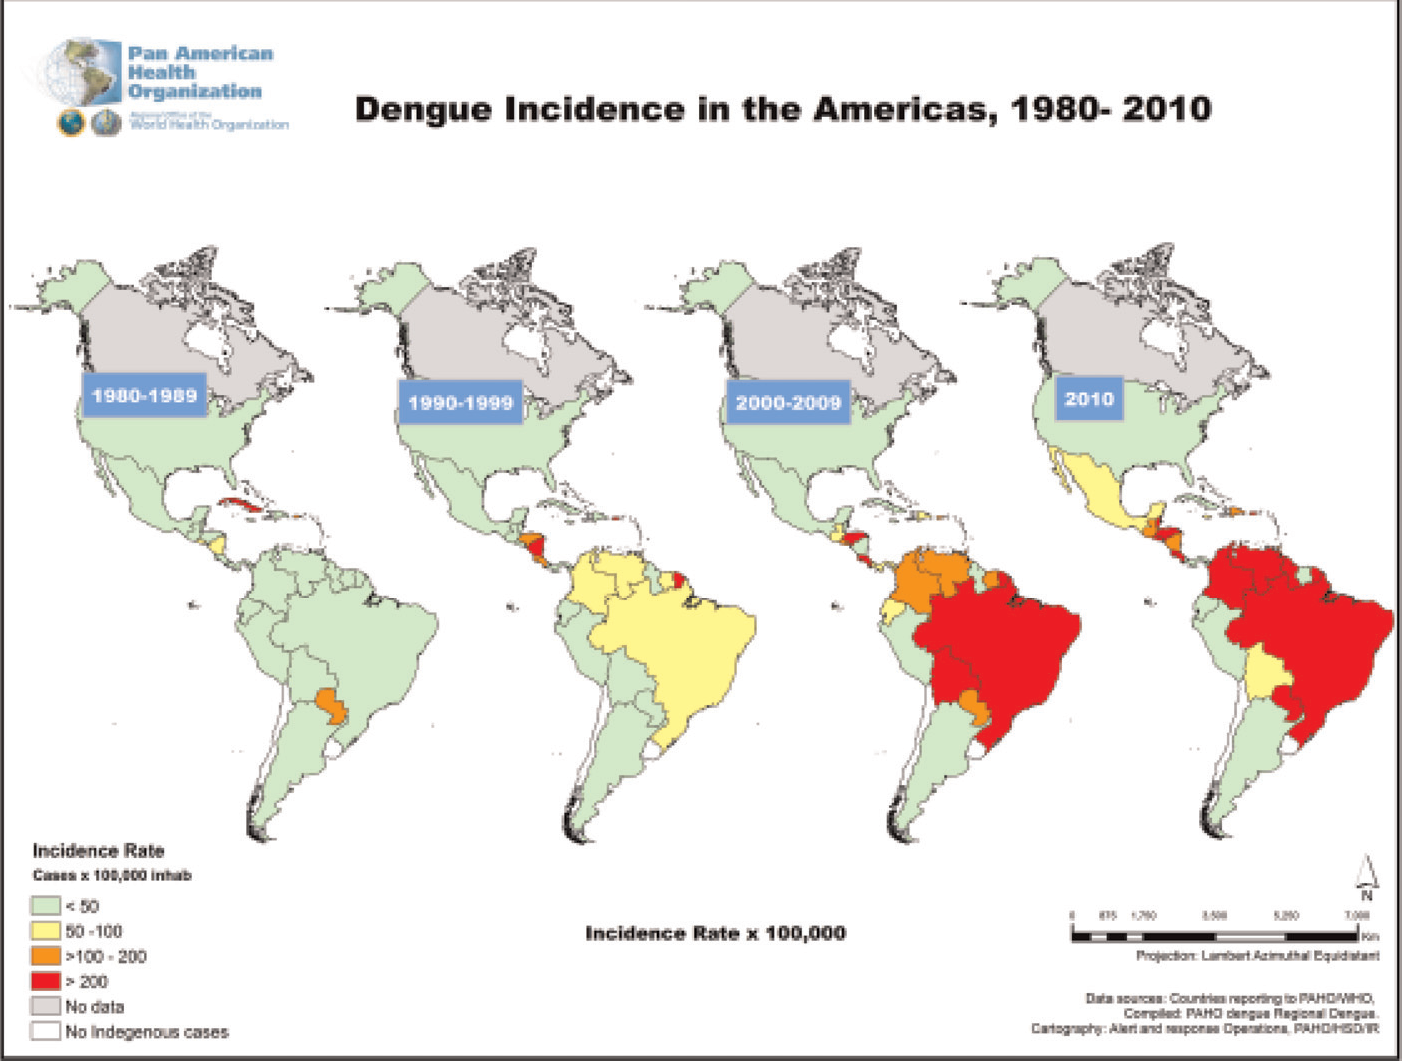 Pan American
Health
Organization
Regional Office of the
World Health Organization
Dengue Incidence in the Americas, 1980- 2010
1980-1989
1990-1999
2000-2009
2010
Incidence Rate
Cases x 100,000 inhab
< 50
50 -100
>100 - 200
> 200
No data
No Indegenous cases
Incidence Rate x 100,000
N
0 875 1,750 3,500 5,250 7,000
Km
Projection: Lambert Azimuthal Equidistant
Data sources: Countries reporting to PAHO/WHO,
Compiled: PAHO dengue Regional Dengue.
Cartography: Alert and response Operations, PAHO/HSD/IR